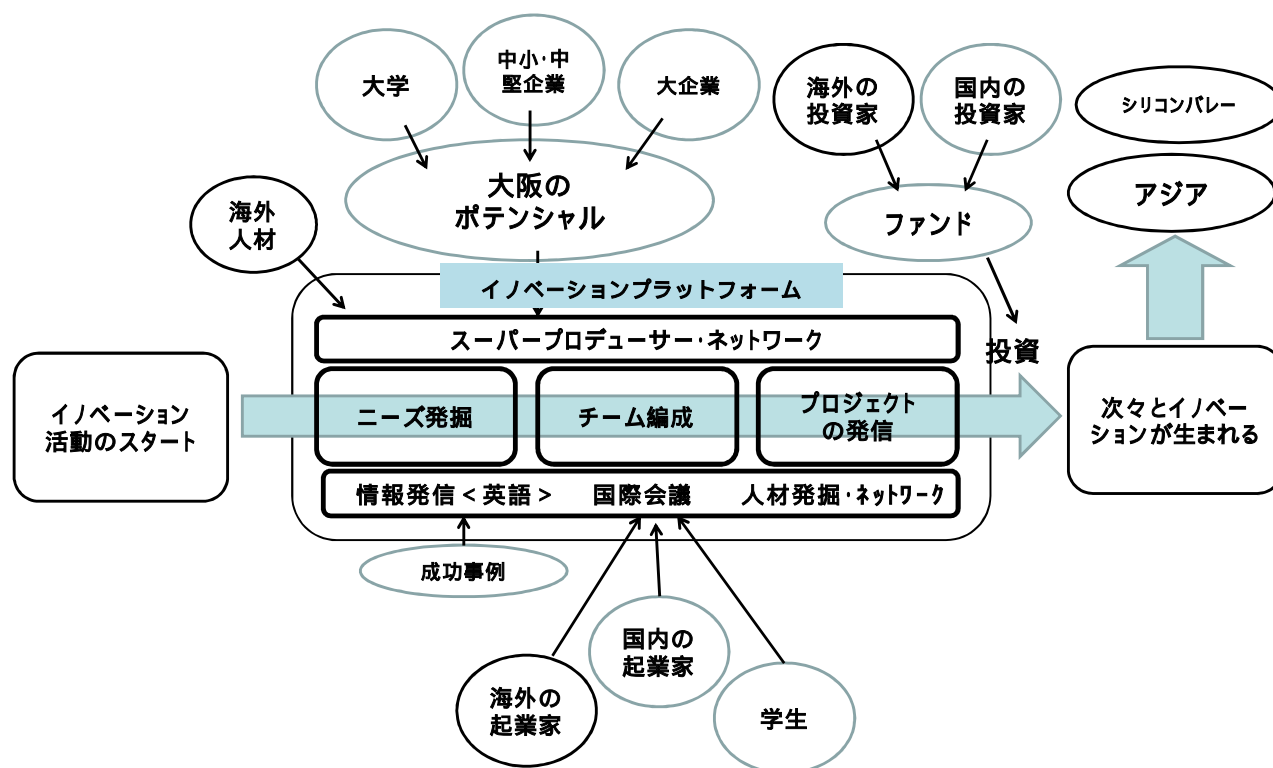 大学
中小・中
堅企業
大企業
海外の
投資家
国内の
投資家
シリコンバレー
アジア
大阪の
ポテンシャル
ファンド
海外
人材
イノベーションプラットフォーム
スーパープロデューサー・ネットワーク
投資
イノベーション
活動のスタート
ニーズ発掘
チーム編成
プロジェクト
の発信
次々とイノベー
ションが生まれる
情報発信＜英語＞　国際会議　人材発掘・ネットワーク
成功事例
国内の
起業家
海外の
起業家
学生